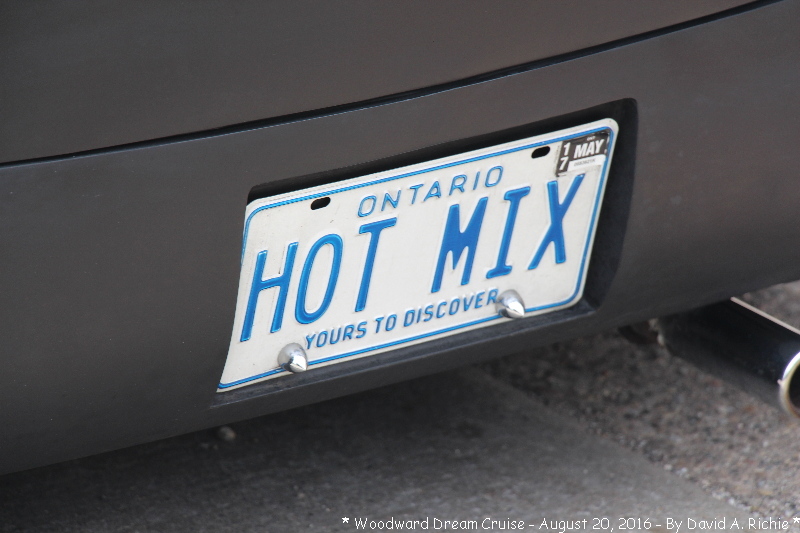 ONTARIO
17 MAY
HOT MIX
YOURS TO DISCOVER
* Woodward Dream Cruise - August 20, 2016 - By David A. Richie *